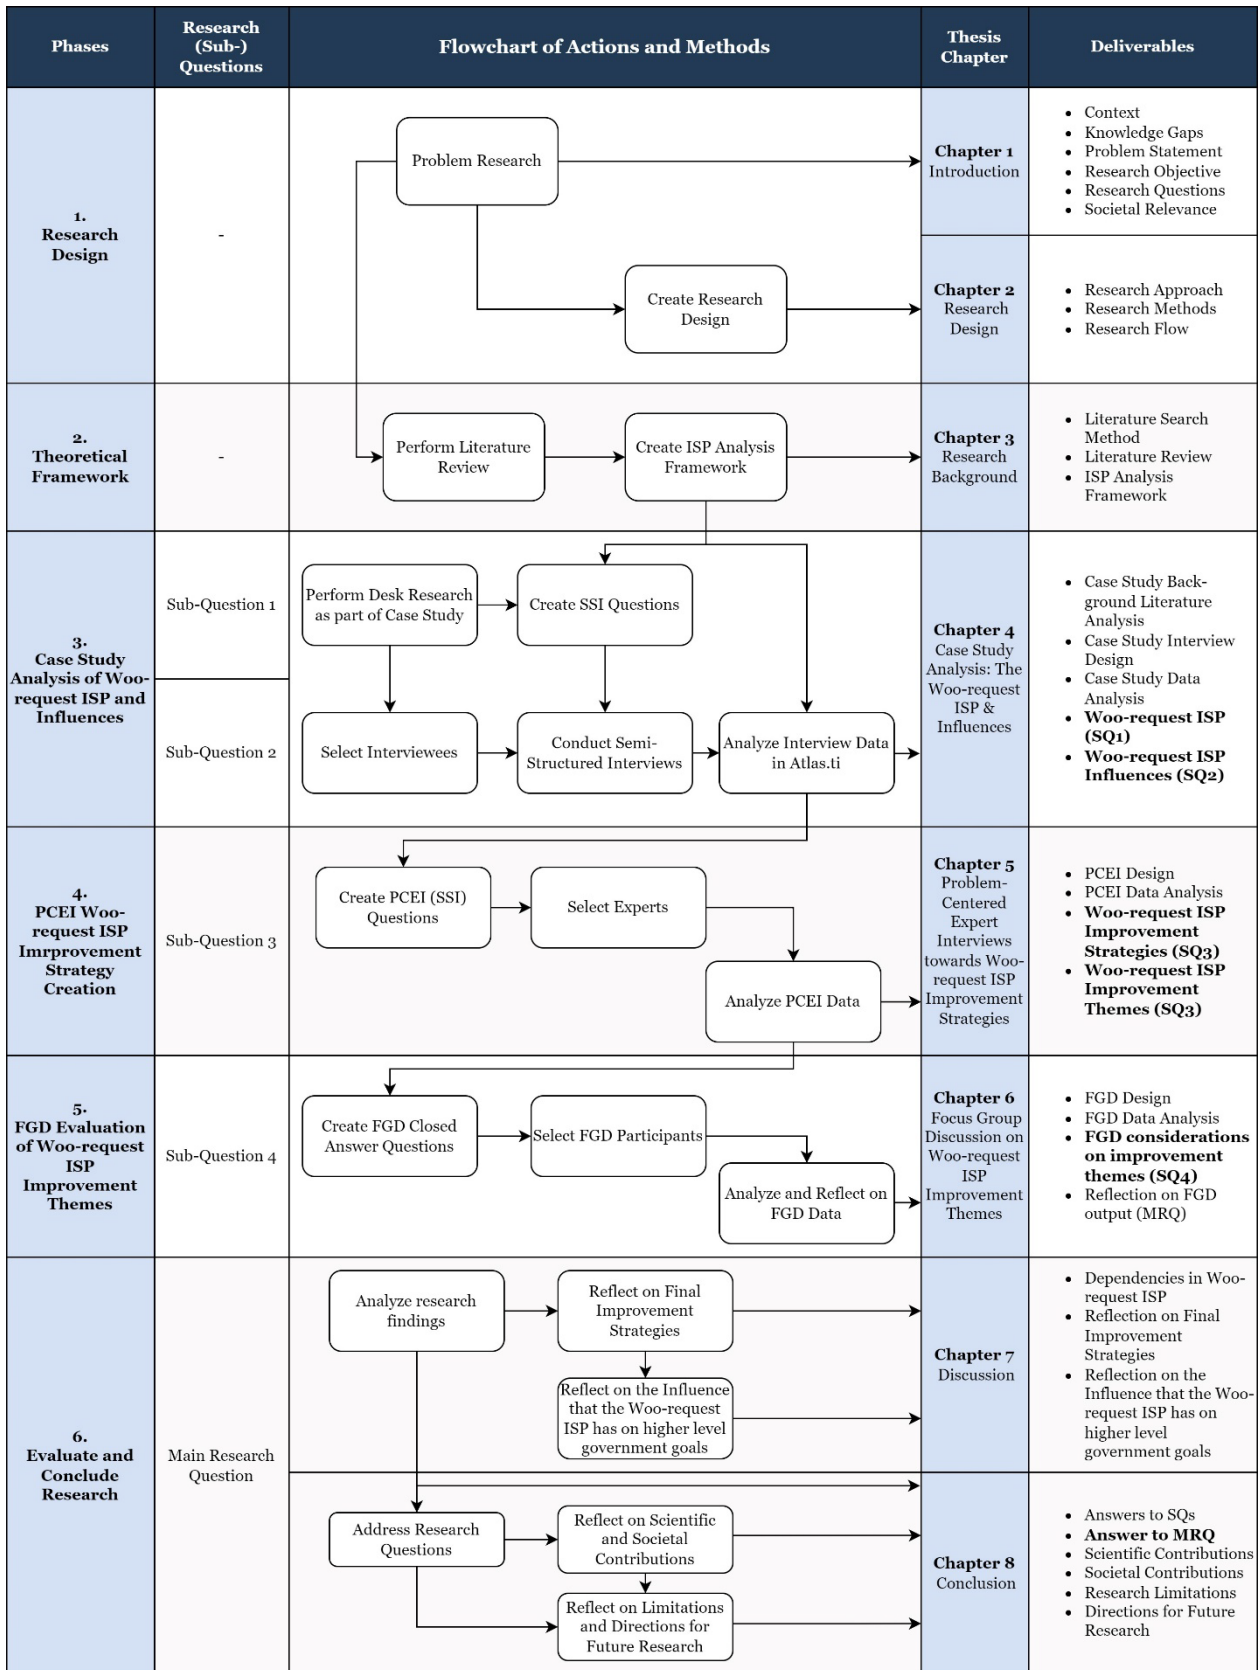 Phases
Research
(Sub-)
Questions
Flowchart of Actions and Methods
Thesis
Chapter
Deliverables
1.
Research
Design
-
Problem Research
Create Research
Design
Chapter 1
Introduction
• Context
• Knowledge Gaps
• Problem Statement
• Research Objective
• Research Questions
• Societal Relevance
Chapter 2
Research
Design
• Research Approach
• Research Methods
• Research Flow
2.
Theoretical
Framework
-
Perform Literature
Review
Create ISP Analysis
Framework
Chapter 3
Research
Background
• Literature Search
Method
• Literature Review
• ISP Analysis
Framework
3.
Case Study
Analysis of Woo-
request ISP and
Influences
Sub-Question 1
Sub-Question 2
Perform Desk Research
as part of Case Study
Create SSI Questions
Select Interviewees
Conduct Semi-
Structured Interviews
Analyze Interview Data
in Atlas.ti
Chapter 4
Case Study
Analysis: The
Woo-request
ISP &
Influences
• Case Study Back-
ground Literature
Analysis
• Case Study Interview
Design
• Case Study Data
Analysis
• Woo-request ISP
(SQ1)
• Woo-request ISP
Influences (SQ2)
4.
PCEI Woo-
request ISP
Imrprovement
Strategy
Creation
Sub-Question 3
Create PCEI (SSI)
Questions
Select Experts
Analyze PCEI Data
Chapter 5
Problem-
Centered
Expert
Interviews
towards Woo-
request ISP
Improvement
Strategies
• PCEI Design
• PCEI Data Analysis
• Woo-request ISP
Improvement
Strategies (SQ3)
• Woo-request ISP
Improvement
Themes (SQ3)
5.
FGD Evaluation
of Woo-request
ISP
Improvement
Themes
Sub-Question 4
Create FGD Closed
Answer Questions
Select FGD Participants
Analyze and Reflect on
FGD Data
Chapter 6
Focus Group
Discussion on
Woo-request
ISP
Improvement
Themes
• FGD Design
• FGD Data Analysis
• FGD considerations
on improvement
themes (SQ4)
• Reflection on FGD
output (MRQ)
6.
Evaluate and
Conclude
Research
Main Research
Question
Analyze research
findings
Reflect on Final
Improvement
Strategies
Reflect on the Influence
that the Woo-request
ISP has on higher level
government goals
Chapter 7
Discussion
• Dependencies in Woo-
request ISP
• Reflection on Final
Improvement
Strategies
• Reflection on the
Influence that the Woo-
request ISP has on
higher level
government goals
Address Research
Questions
Reflect on Scientific
and Societal
Contributions
Reflect on Limitations
and Directions for
Future Research
Chapter 8
Conclusion
• Answers to SQs
• Answer to MRQ
• Scientific Contributions
• Societal Contributions
• Research Limitations
• Directions for Future
Research